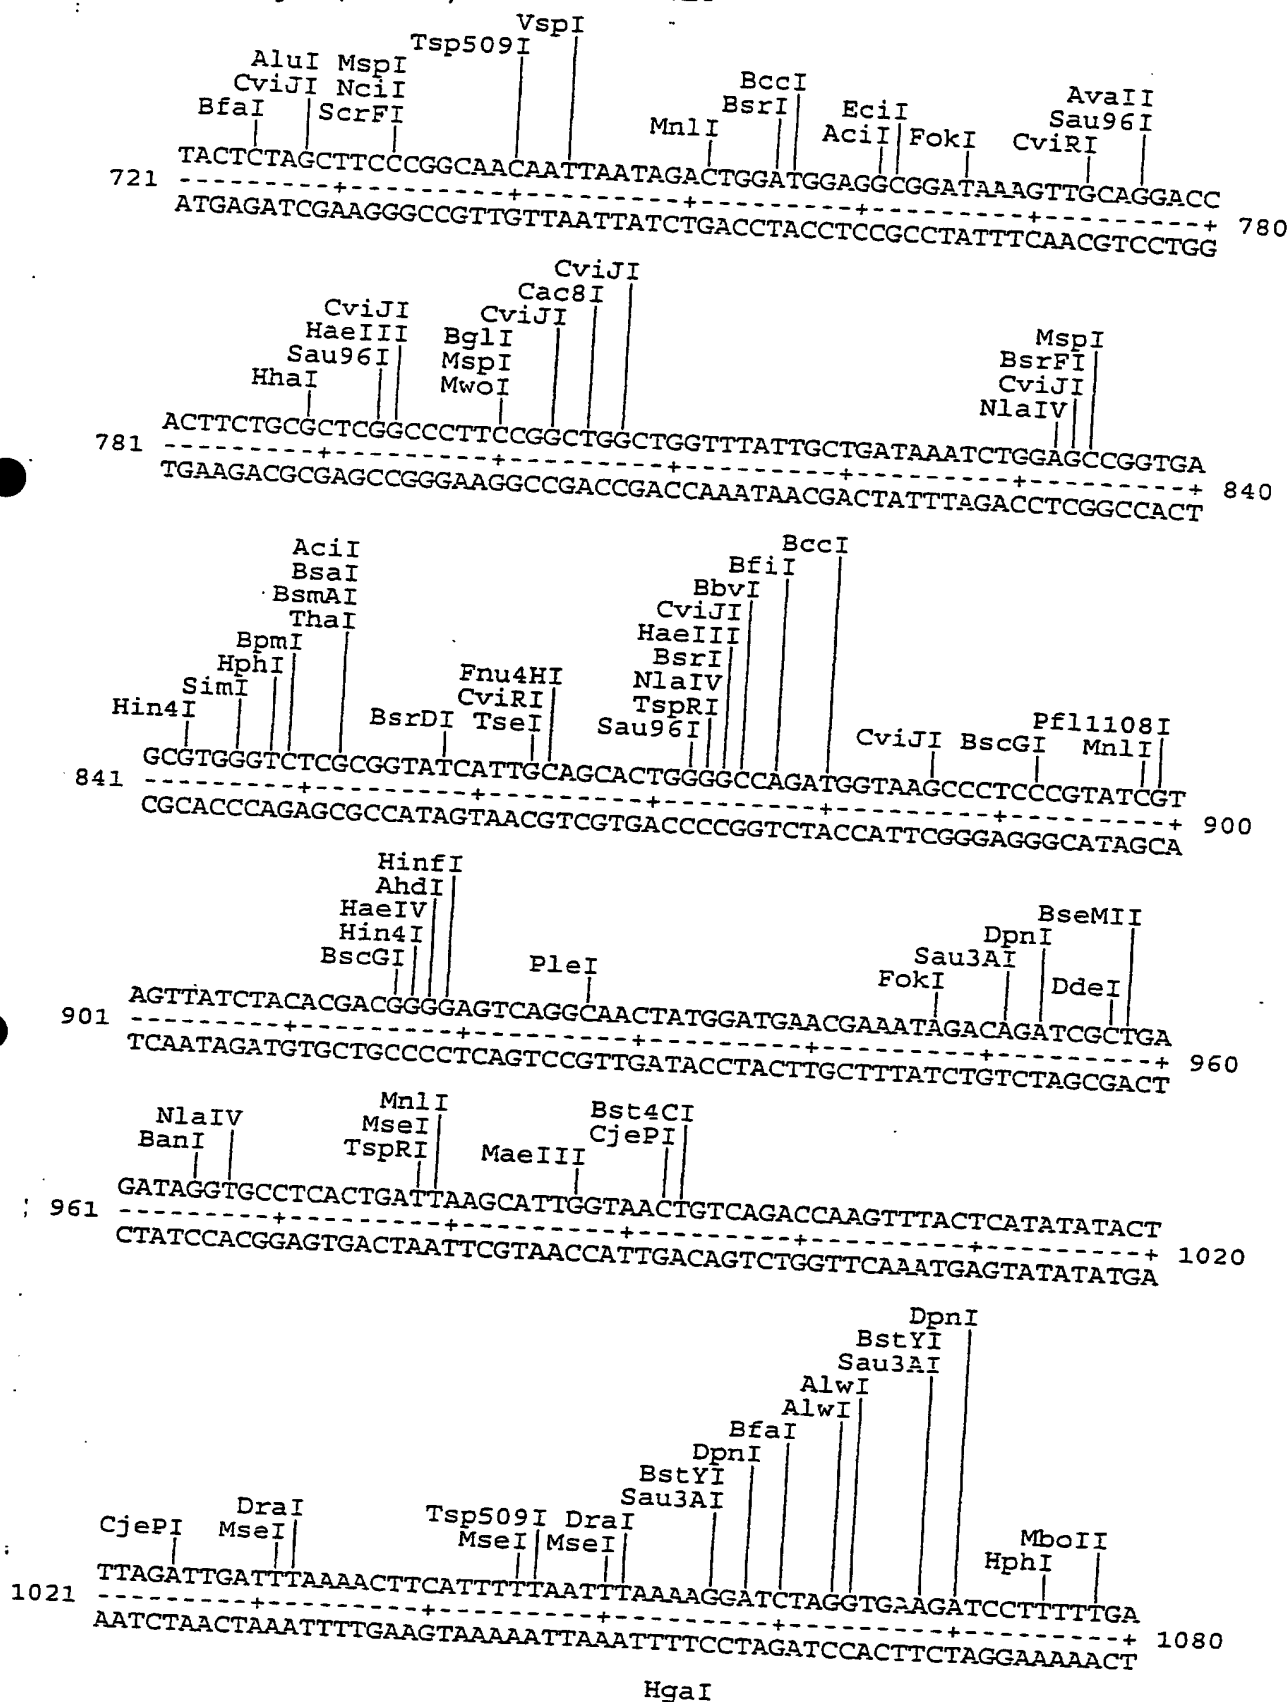 VspI
Tsp509I
AluI MspI
CviJI NciI
BfaI ScrFI
BccI
BsrI
MnlI
EciI
AciI FokI
AvaII
Sau96I
CviRI
TACTCTAGCTTCCCGGCAACAATTAATAGACTGGATGGAGGCGGATAAAGTTGCAGGACC
721 ---------+---------+---------+---------+---------+---------+ 780
ATGAGATCGAAGGGCCGTTGTTAATTATCTGACCTACCTCCGCCTATTTCAACGTCCTGG
CviJI
Cac8I
CviJI
CviJI
HaeIII
Sau96I
HhaI
BglI
MspI
MwoI
MspI
BsrFI
CviJI
NlaIV
ACTTCTGCGCTCGGCCCTTCCGGCTGGCTGGTTTATTGCTGATAAATCTGGAGCCGGTGA
781 ---------+---------+---------+---------+---------+---------+ 840
TGAAGACGCGAGCCGGGAAGGCCGACCGACCAAATAACGACTATTTAGACCTCGGCCACT
AciI
BsaI
BsmAI
ThaI
BpmI
HphI
SimI
Hin4I
BsrDI
Fnu4HI
CviRI
TseI
BccI
BfiI
BbvI
CviJI
HaeIII
BsrI
NlaIV
TspRI
Sau96I
CviJI BscGI
Pfl1108I
MnlI
GCGTGGGTCTCGCGGTATCATTGCAGCACTGGGGCCAGATGGTAAGCCCTCCCGTATCGT
841 ---------+---------+---------+---------+---------+---------+ 900
CGCACCCAGAGCGCCATAGTAACGTCGTGACCCCGGTCTACCATTCGGGAGGGCATAGCA
HinfI
AhdI
HaeIV
Hin4I
BscGI
PleI
BseMII
DpnI
Sau3AI
FokI
DdeI
AGTTATCTACACGACGGGGAGTCAGGCAACTATGGATGAACGAAATAGACAGATCGCTGA
901 ---------+---------+---------+---------+---------+---------+ 960
TCAATAGATGTGCTGCCCCTCAGTCCGTTGATACCTACTTGCTTTATCTGTCTAGCGACT
NlaIV
BanI
MnlI
MseI
TspRI
MaeIII
Bst4CI
CjePI
GATAGGTGCCTCACTGATTAAGCATTGGTAACTGTCAGACCAAGTTTACTCATATATACT
961 ---------+---------+---------+---------+---------+---------+ 1020
CTATCCACGGAGTGACTAATTCGTAACCATTGACAGTCTGGTTCAAATGAGTATATATGA
DpnI
BstYI
Sau3AI
AlwI
AlwI
BfaI
DpnI
BstYI
Sau3AI
CjePI
DraI
MseI
Tsp509I DraI
MseI MseI
MboII
HphI
TTAGATTGATTTAAAACTTCATTTTTAATTTAAAAGGATCTAGGTGAAGATCCTTTTTGA
1021 ---------+---------+---------+---------+---------+---------+ 1080
AATCTAACTAAATTTTGAAGTAAAAATTAAATTTTCCTAGATCCACTTCTAGGAAAAACT
HgaI